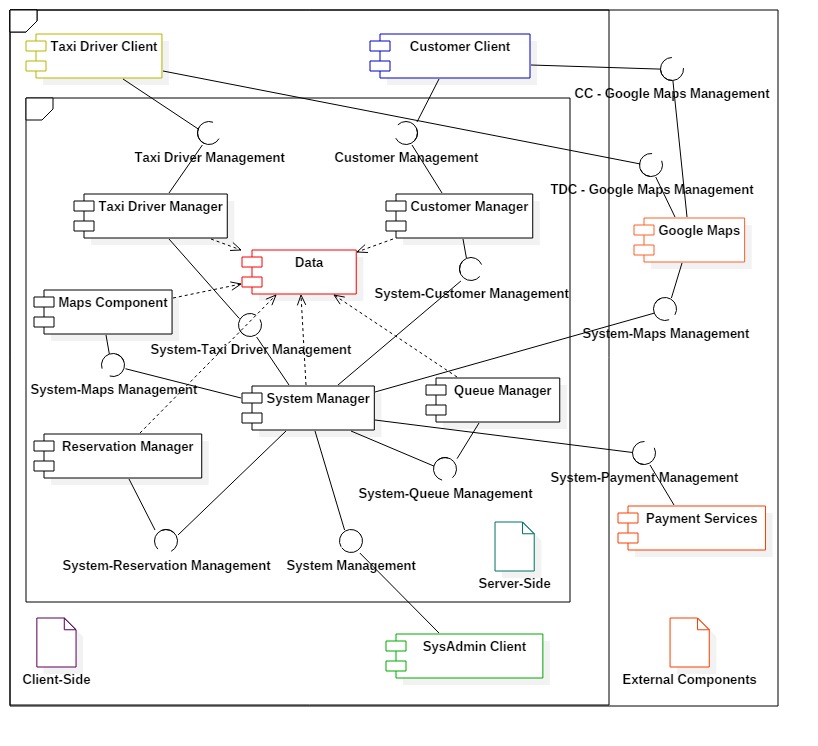 Taxi Driver Client
Customer Client
CC - Google Maps Management
Taxi Driver Management
Customer Management
TDC - Google Maps Management
Taxi Driver Manager
Customer Manager
Google Maps
Data
System-Customer Management
Maps Component
System-Maps Management
System-Taxi Driver Management
System-Maps Management
System Manager
Queue Manager
Reservation Manager
System-Payment Management
System-Queue Management
Payment Services
System-Reservation Management
System Management
Server-Side
SysAdmin Client
Client-Side
External Components